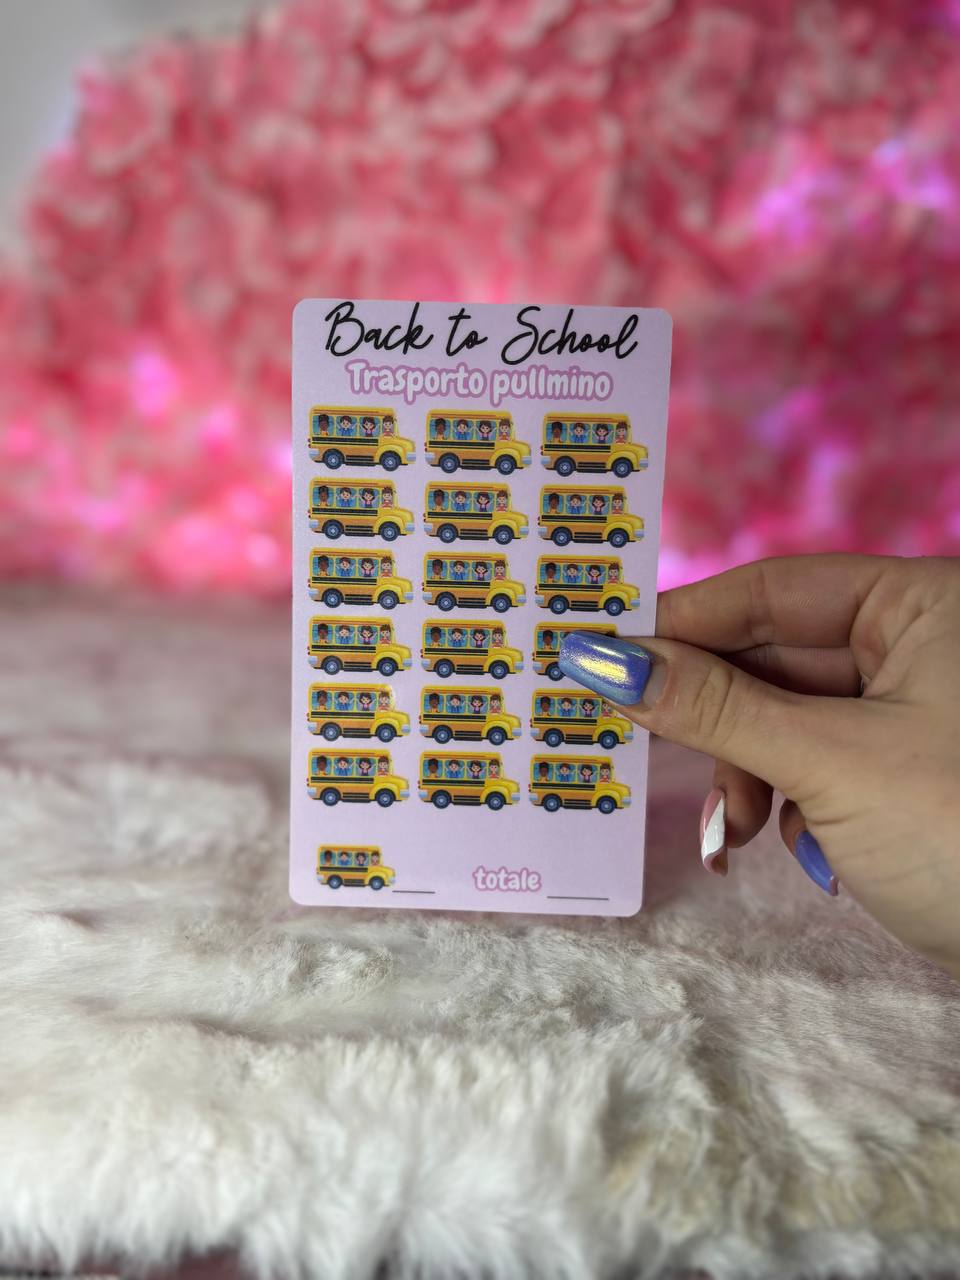 Back to School
Trasporto pullmino
totale